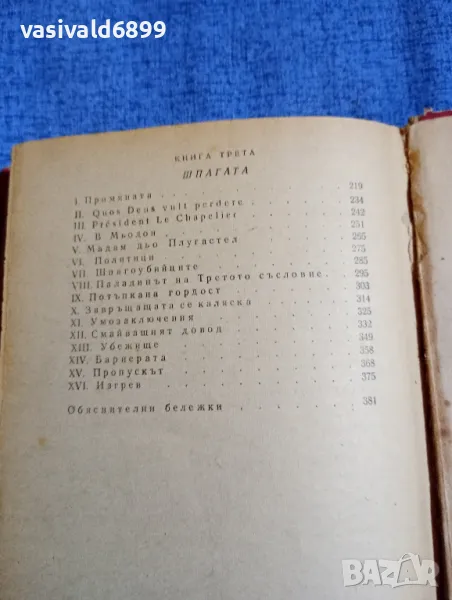 vasivald6899
КНИГА ТРЕТА
ШПАГАТА
I. Промяната 219
II. Quos Deus vult perdere 234
III. Président Le Chapelier 242
IV. В Мьодон 251
V. Мадам дьо Плугастел 265
VI. Политици 275
VII. Шпагоубийците 285
VIII. Паладинът на Третото съсловие 295
IX. Потъпкана гордост 303
X. Завръщащата се каляска 314
XI. Умозаключения 325
XII. Смайващият довод 332
XIII. Убежище 349
XIV. Бариерата 358
XV. Пропускът 368
XVI. Изгрев 375
Обяснителни бележки 381
BAZAR